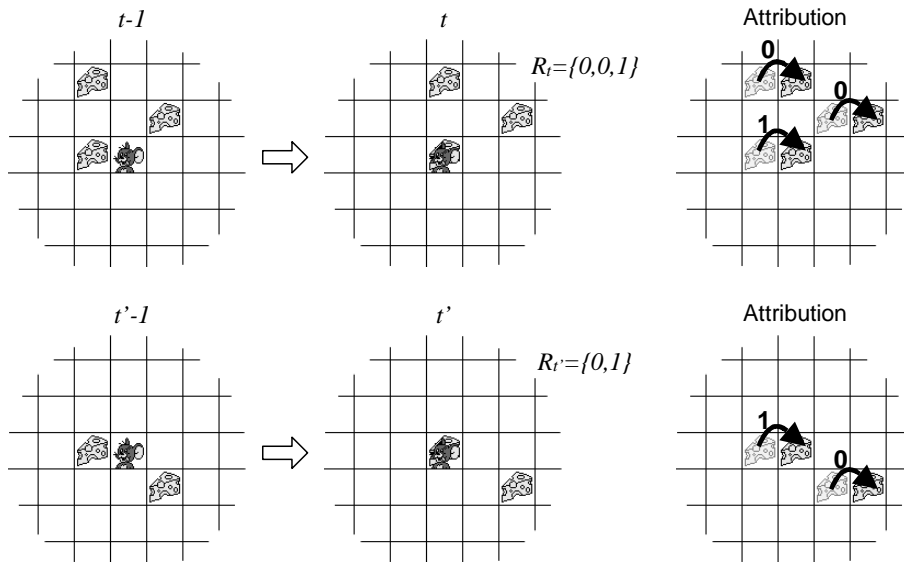 t-1
t
Attribution
R_t={0,0,1}
0
0
1
t’-1
t’
Attribution
R_t’={0,1}
1
0